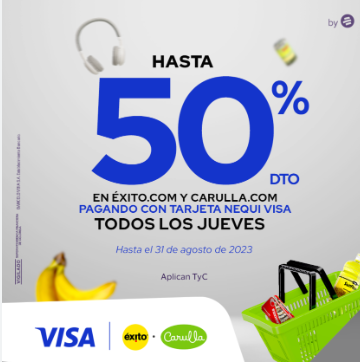 by
HASTA
50%
DTO
EN ÉXITO.COM Y CARULLA.COM
PAGANDO CON TARJETA NEQUI VISA
TODOS LOS JUEVES
Hasta el 31 de agosto de 2023
Aplican TyC
VIGILADO
VISA
éxito
Carulla